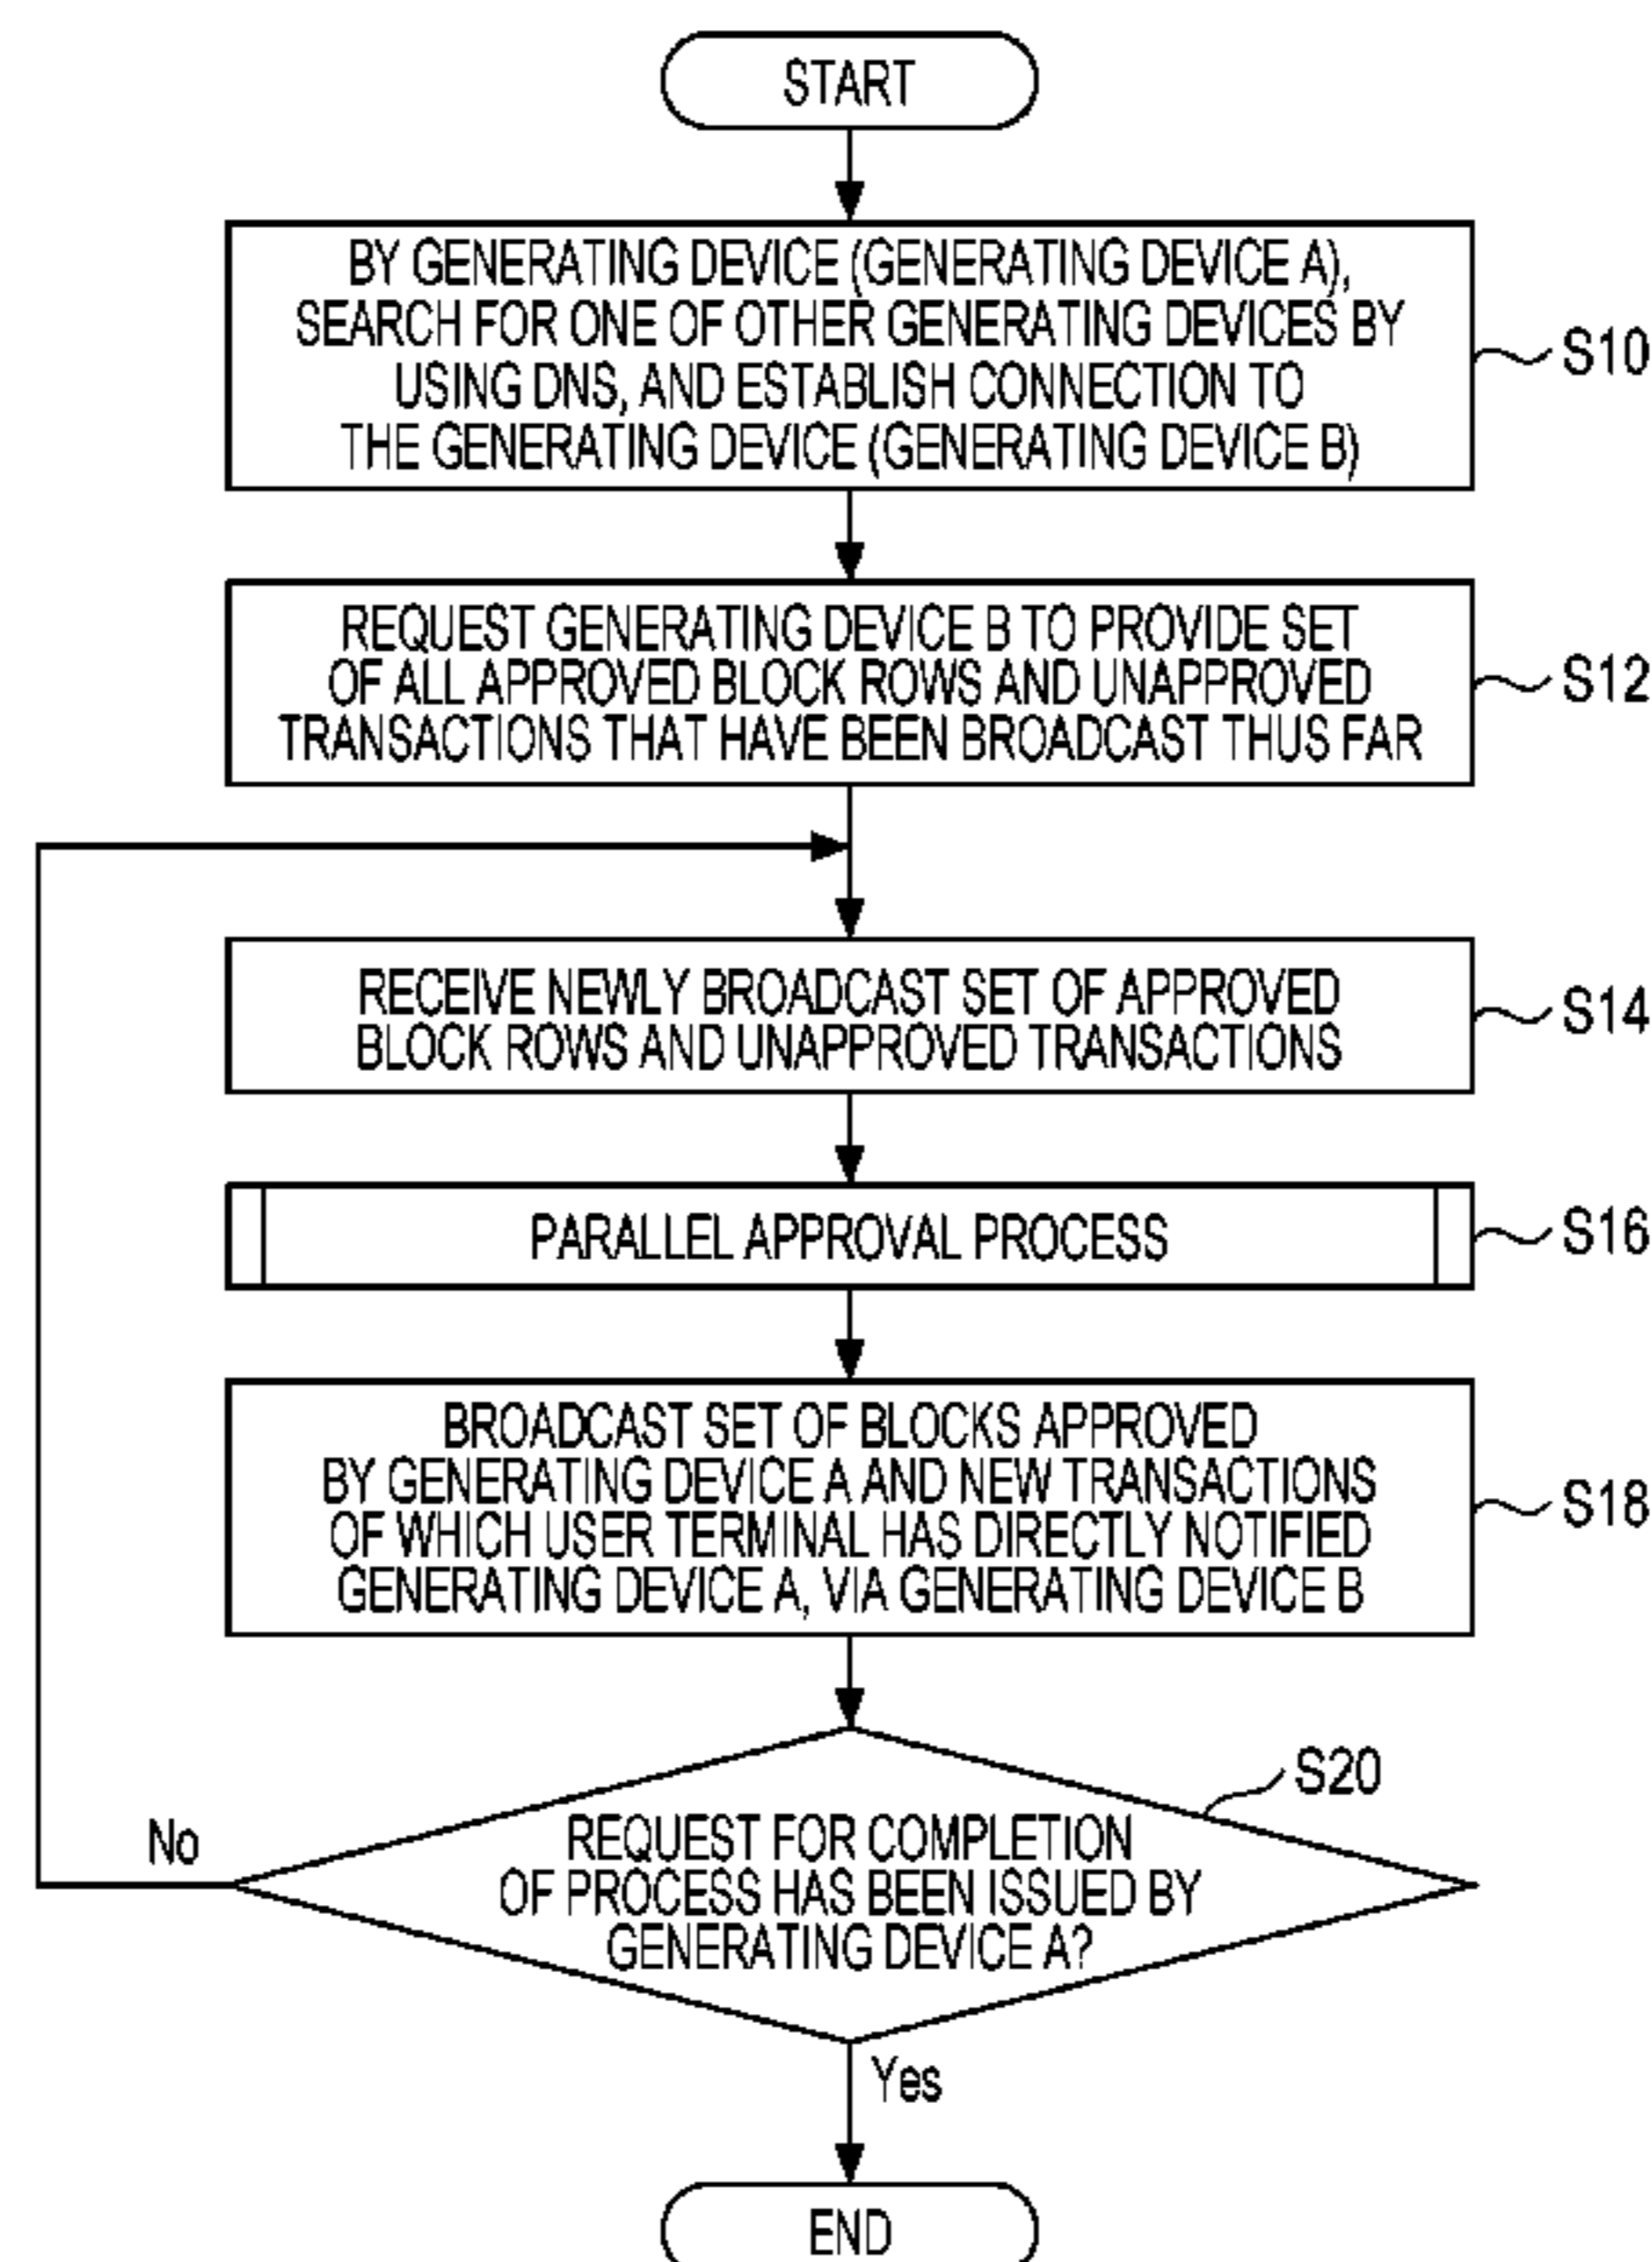 START
BY GENERATING DEVICE (GENERATING DEVICE A),
SEARCH FOR ONE OF OTHER GENERATING DEVICES BY
USING DNS, AND ESTABLISH CONNECTION TO
THE GENERATING DEVICE (GENERATING DEVICE B)
S10
REQUEST GENERATING DEVICE B TO PROVIDE SET
OF ALL APPROVED BLOCK ROWS AND UNAPPROVED
TRANSACTIONS THAT HAVE BEEN BROADCAST THUS FAR
S12
RECEIVE NEWLY BROADCAST SET OF APPROVED
BLOCK ROWS AND UNAPPROVED TRANSACTIONS
S14
PARALLEL APPROVAL PROCESS
S16
BROADCAST SET OF BLOCKS APPROVED
BY GENERATING DEVICE A AND NEW TRANSACTIONS
OF WHICH USER TERMINAL HAS DIRECTLY NOTIFIED
GENERATING DEVICE A, VIA GENERATING DEVICE B
S18
S20
REQUEST FOR COMPLETION
OF PROCESS HAS BEEN ISSUED BY
GENERATING DEVICE A?
No
Yes
END